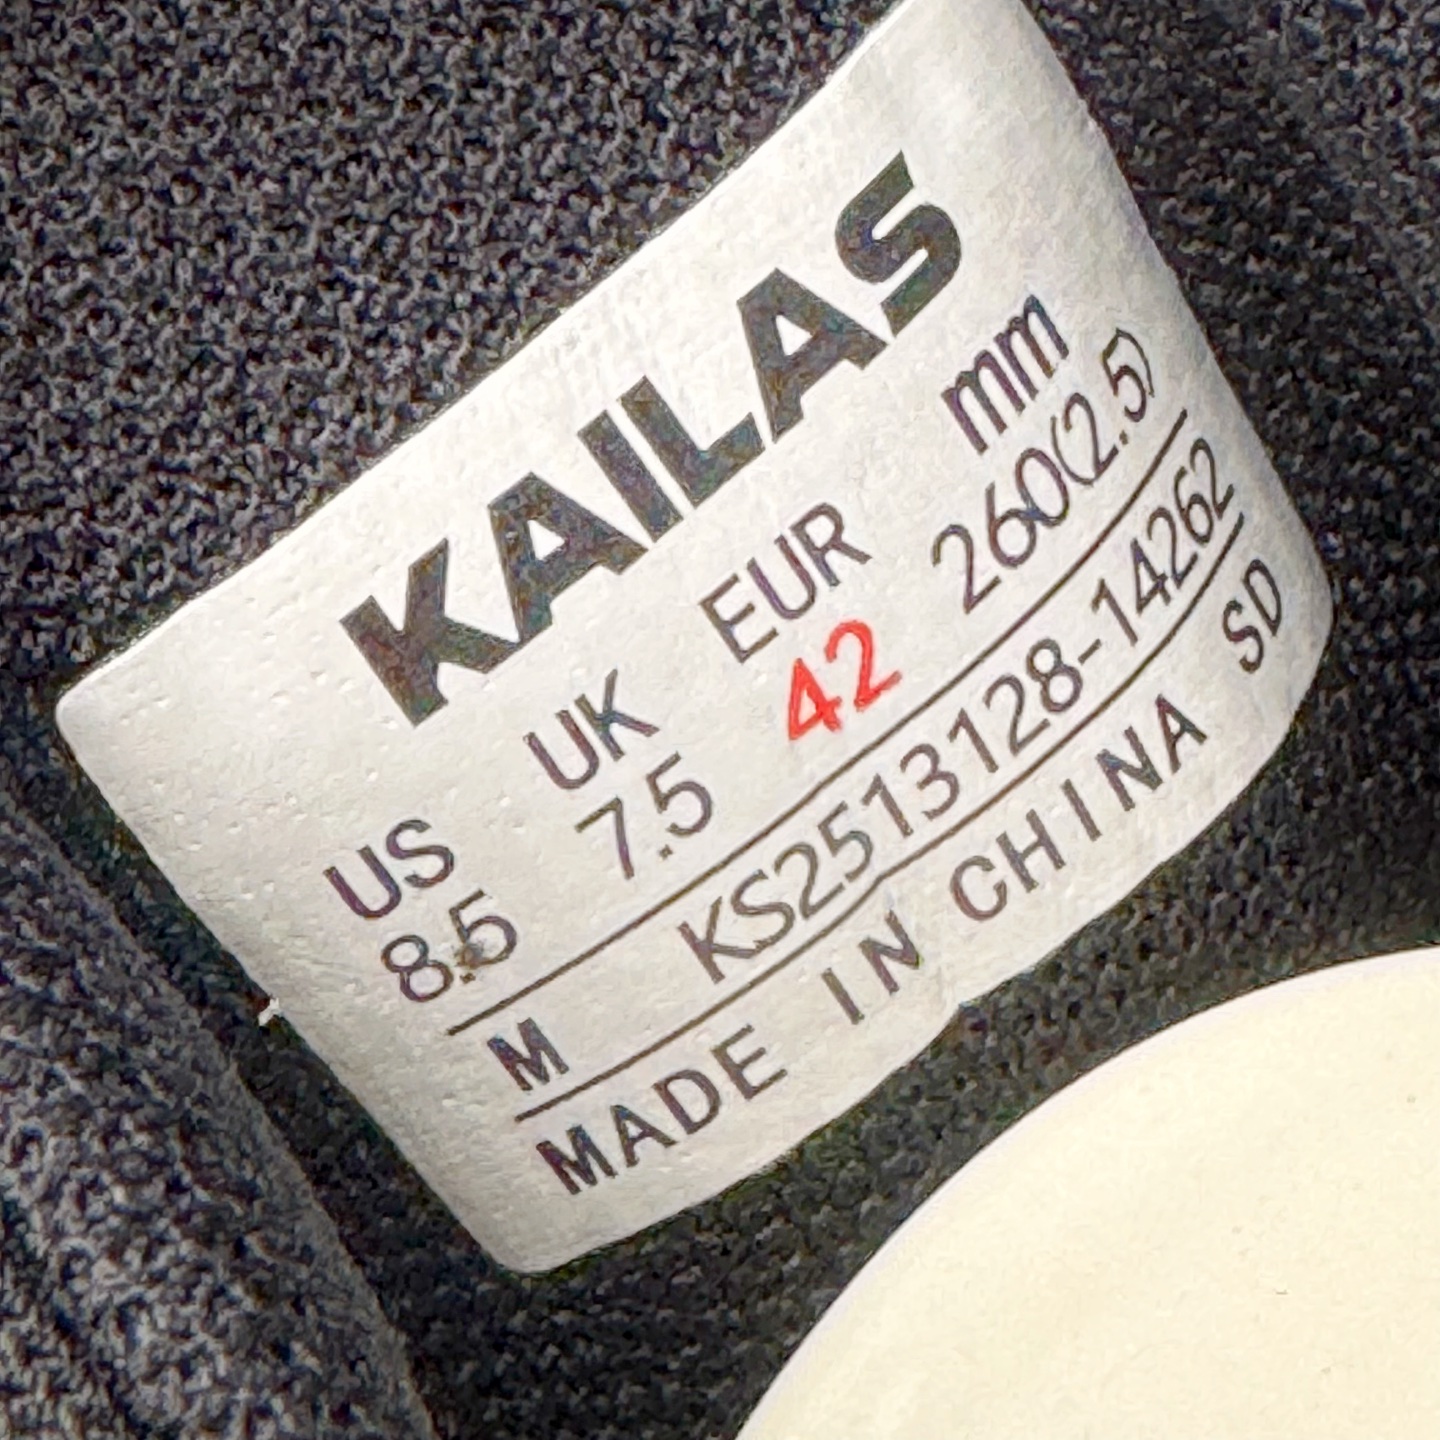 KAILAS
US UK EUR mm
8.5 7.5 42 260(2.5)
M KS2513128-14262
MADE IN CHINA SD